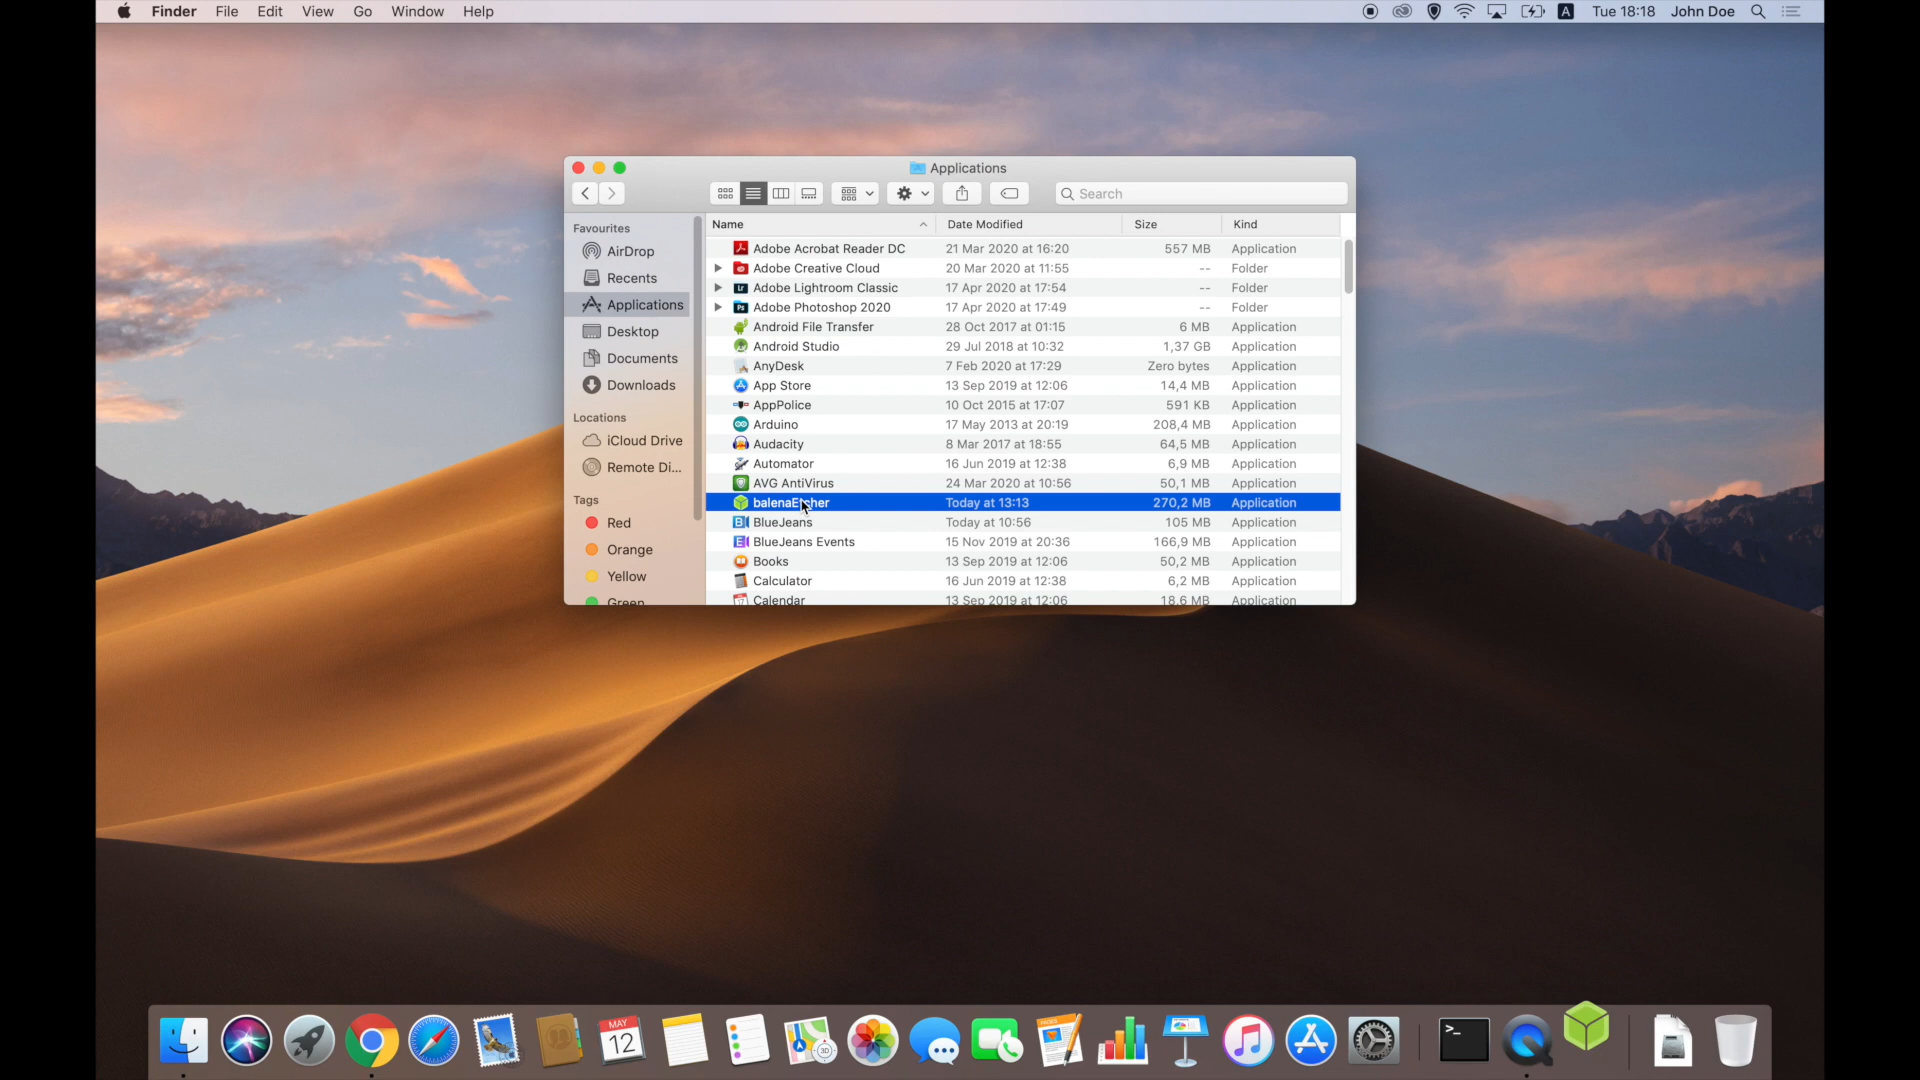 Finder File Edit View Go Window Help
A Tue 18:18 John Doe
Applications
Search
Favourites
AirDrop
Recents
Applications
Desktop
Documents
Downloads
Locations
iCloud Drive
Remote Di...
Tags
Red
Orange
Yellow
Green
Name Date Modified Size Kind
Adobe Acrobat Reader DC 21 Mar 2020 at 16:20 557 MB Application
Adobe Creative Cloud 20 Mar 2020 at 11:55 -- Folder
Lr Adobe Lightroom Classic 17 Apr 2020 at 17:54 -- Folder
Ps Adobe Photoshop 2020 17 Apr 2020 at 17:49 -- Folder
Android File Transfer 28 Oct 2017 at 01:15 6 MB Application
Android Studio 29 Jul 2018 at 10:32 1,37 GB Application
AnyDesk 7 Feb 2020 at 17:29 Zero bytes Application
App Store 13 Sep 2019 at 12:06 14,4 MB Application
AppPolice 10 Oct 2015 at 17:07 591 KB Application
Arduino 17 May 2013 at 20:19 208,4 MB Application
Audacity 8 Mar 2017 at 18:55 64,5 MB Application
Automator 16 Jun 2019 at 12:38 6,9 MB Application
AVG AntiVirus 24 Mar 2020 at 10:56 50,1 MB Application
balenaEtcher Today at 13:13 270,2 MB Application
B BlueJeans Today at 10:56 105 MB Application
E BlueJeans Events 15 Nov 2019 at 20:36 166,9 MB Application
Books 13 Sep 2019 at 12:06 50,2 MB Application
Calculator 16 Jun 2019 at 12:38 6,2 MB Application
17 Calendar 13 Sep 2019 at 12:06 18,6 MB Application
MAY
12
3D
PAGES
>_